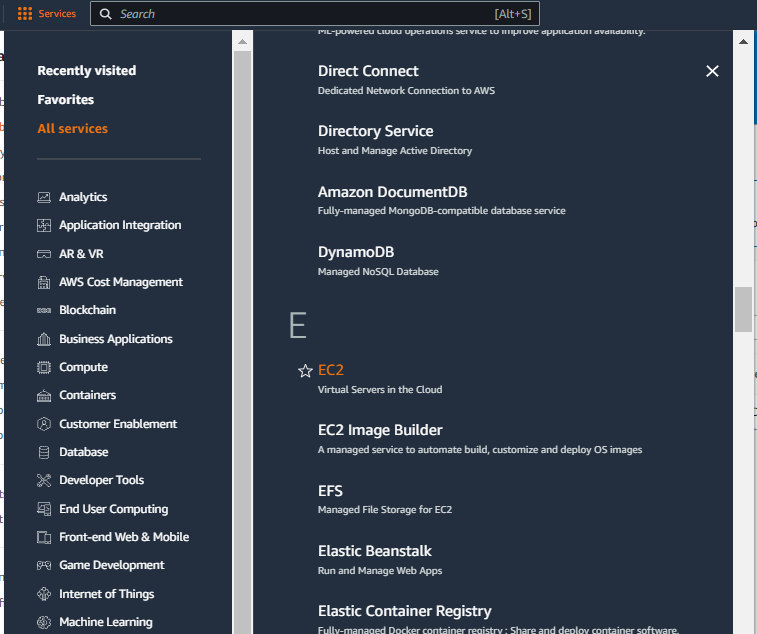 Services
Search [Alt+S]
Recently visited
Favorites
All services
Analytics
Application Integration
AR & VR
AWS Cost Management
Blockchain
Business Applications
Compute
Containers
Customer Enablement
Database
Developer Tools
End User Computing
Front-end Web & Mobile
Game Development
Internet of Things
Machine Learning
ML-powered cloud operations service to improve application availability.
Direct Connect
Dedicated Network Connection to AWS
Directory Service
Host and Manage Active Directory
Amazon DocumentDB
Fully-managed MongoDB-compatible database service
DynamoDB
Managed NoSQL Database
E
EC2
Virtual Servers in the Cloud
EC2 Image Builder
A managed service to automate build, customize and deploy OS images
EFS
Managed File Storage for EC2
Elastic Beanstalk
Run and Manage Web Apps
Elastic Container Registry
Fully-managed Docker container registry : Share and deploy container software,